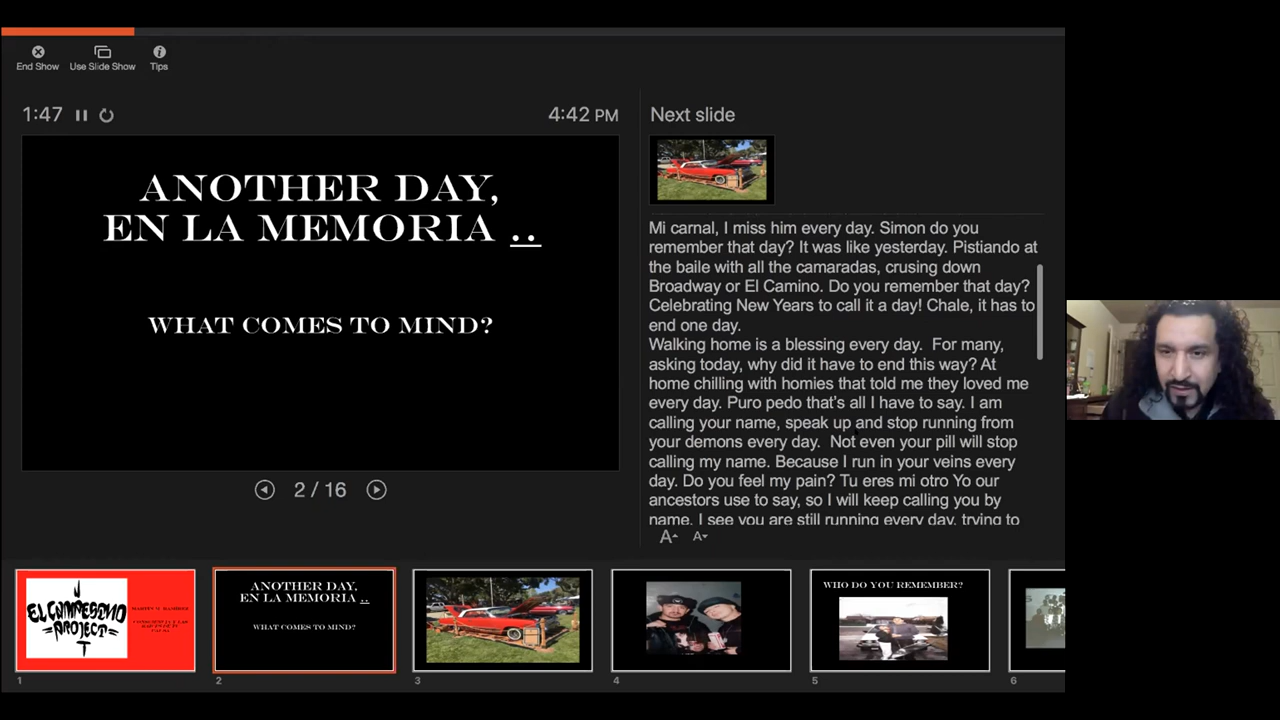 End Show
Use Slide Show
Tips
1:47
4:42 PM
ANOTHER DAY,
EN LA MEMORIA ..
WHAT COMES TO MIND?
2 / 16
Next slide
Mi carnal, I miss him every day. Simon do you
remember that day? It was like yesterday. Pistiando at
the baile with all the camaradas, crusing down
Broadway or El Camino. Do you remember that day?
Celebrating New Years to call it a day! Chale, it has to
end one day.
Walking home is a blessing every day.  For many,
asking today, why did it have to end this way? At
home chilling with homies that told me they loved me
every day. Puro pedo that's all I have to say. I am
calling your name, speak up and stop running from
your demons every day.  Not even your pill will stop
calling my name. Because I run in your veins every
day. Do you feel my pain? Tu eres mi otro Yo our
ancestors use to say, so I will keep calling you by
name. I see you are still running every day, trying to
A A
EL CAMPESINO
PROJECT
ANOTHER DAY,
EN LA MEMORIA ..
WHAT COMES TO MIND?
WHO DO YOU REMEMBER?
1
2
3
4
5
6